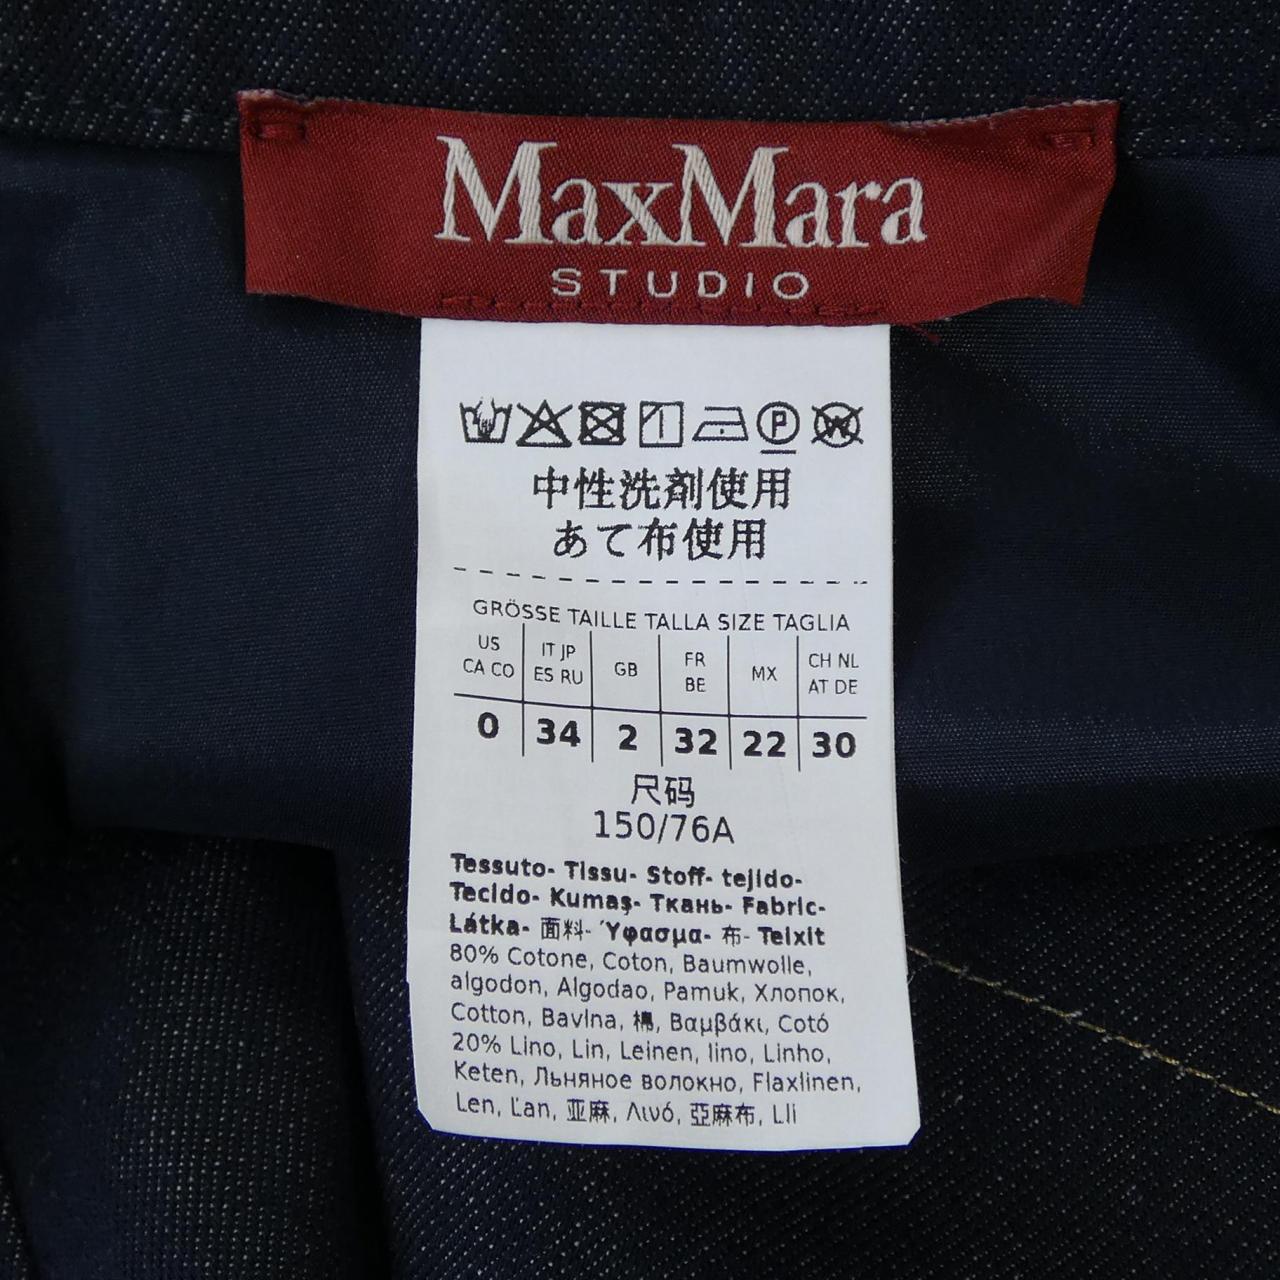 MaxMara
STUDIO
P W
中性洗剤使用
あて布使用
GRÖSSE TAILLE TALLA SIZE TAGLIA
US CA CO
IT JP ES RU
GB
FR BE
MX
CH NL AT DE
0 34 2 32 22 30
尺码
150/76A
Tessuto- Tissu- Stoff- tejido-
Tecido- Kumaş- Ткань- Fabric-
Látka- 面料- Ύφασμα- 布- Teixit
80% Cotone, Coton, Baumwolle,
algodon, Algodao, Pamuk, Хлопок,
Cotton, Bavlna, 棉, Βαμβάκι, Cotó
20% Lino, Lin, Leinen, lino, Linho,
Keten, Льняное волокно, Flaxlinen,
Len, Ľan, 亚麻, Λινό, 亞麻布, Lli